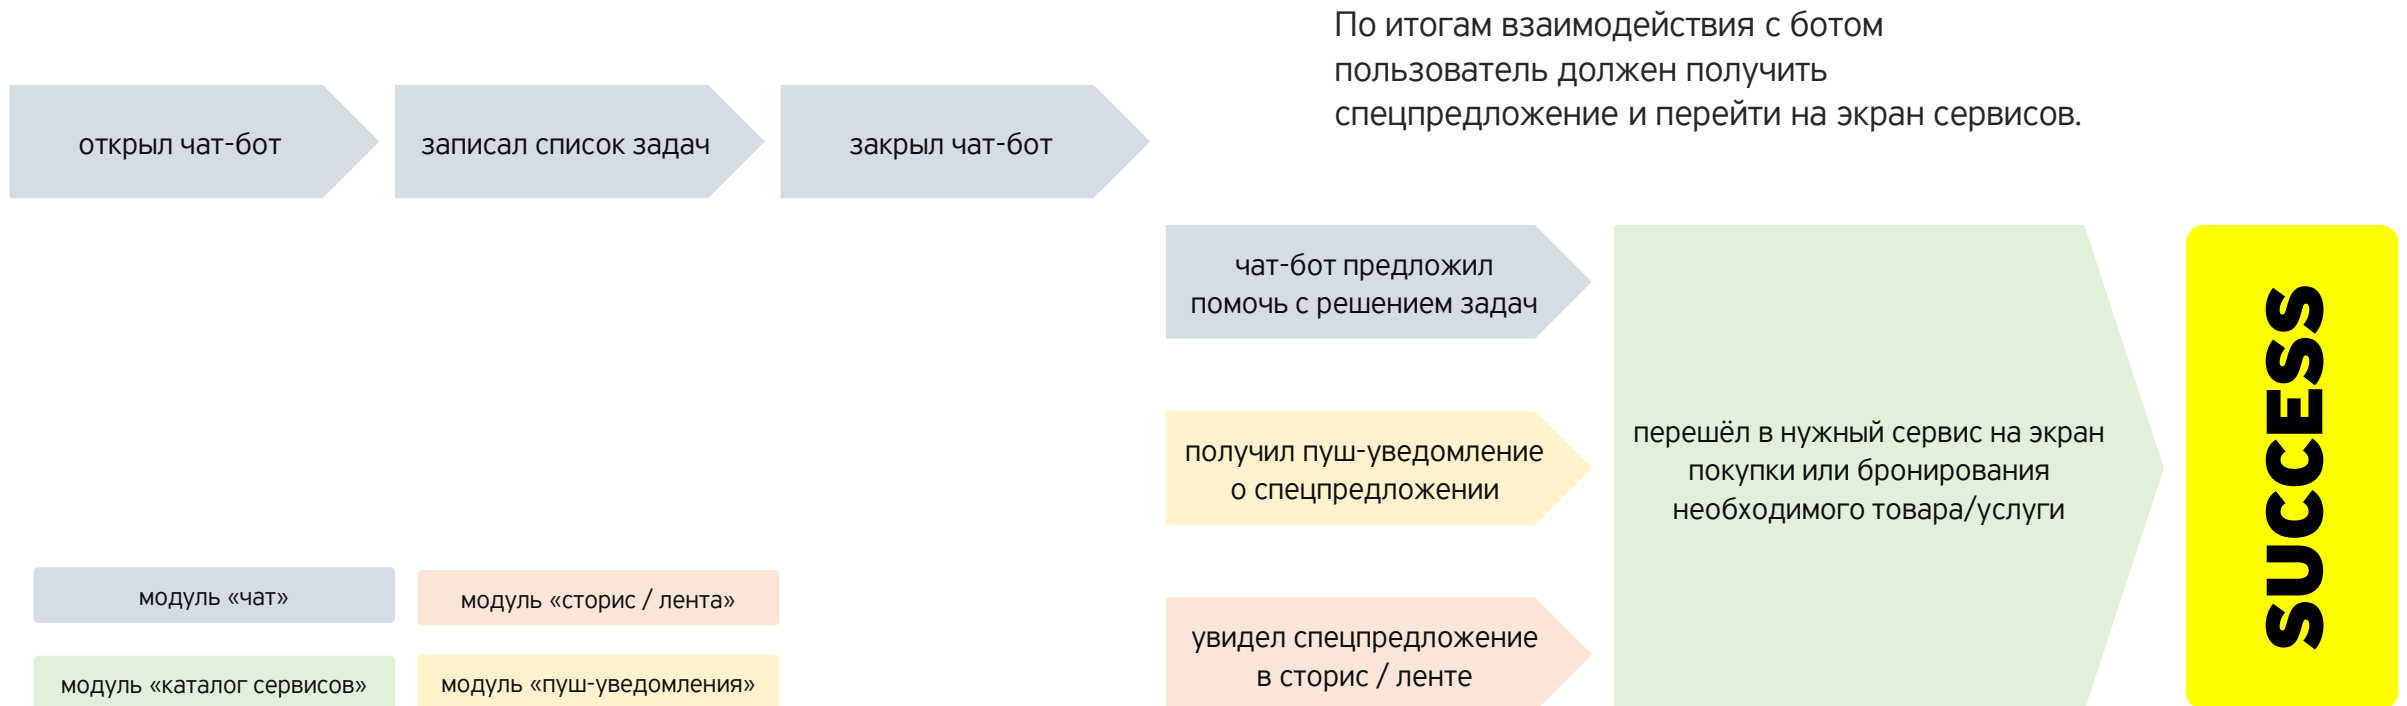 По итогам взаимодействия с ботом
пользователь должен получить
спецпредложение и перейти на экран сервисов.
открыл чат-бот
записал список задач
закрыл чат-бот
чат-бот предложил
помочь с решением задач
получил пуш-уведомление
о спецпредложении
увидел спецпредложение
в сторис / ленте
перешёл в нужный сервис на экран
покупки или бронирования
необходимого товара/услуги
SUCCESS
модуль «чат»
модуль «сторис / лента»
модуль «каталог сервисов»
модуль «пуш-уведомления»